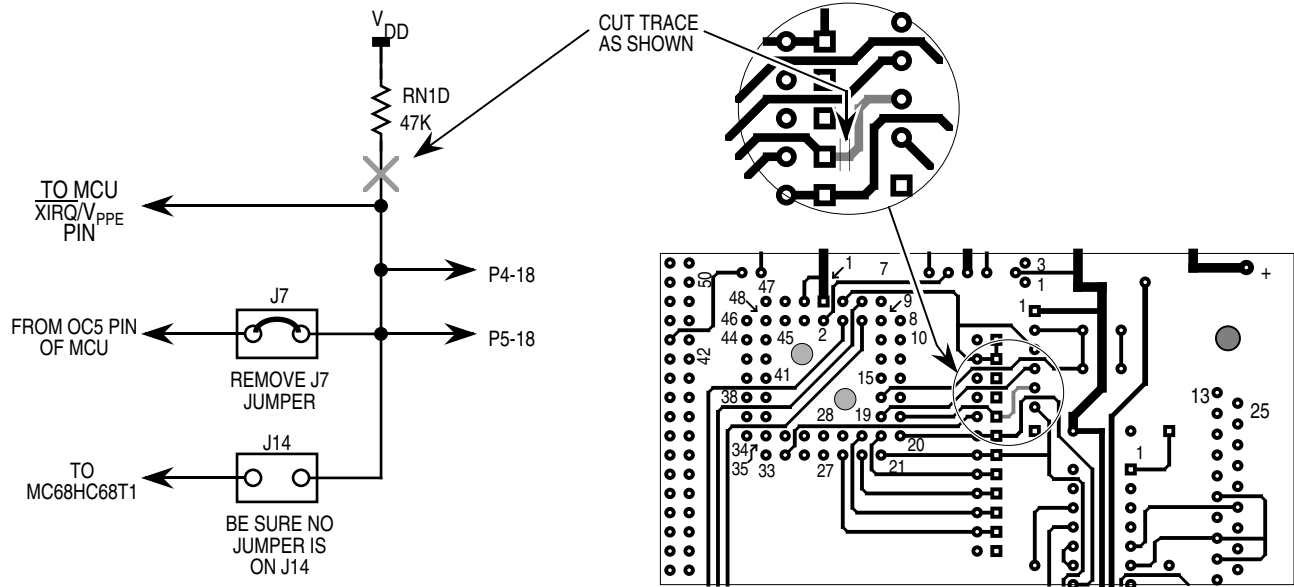 V
DD
RN1D
47K
CUT TRACE
AS SHOWN
TO MCU
XIRQ/VPPE
PIN
P4-18
J7
FROM OC5 PIN
OF MCU
P5-18
REMOVE J7
JUMPER
J14
TO
MC68HC68T1
BE SURE NO
JUMPER IS
ON J14
50
47
1
7
3
1
+
48
9
1
46
45
2
8
44
10
42
41
15
38
13
25
28
19
34
20
35
33
27
21
1